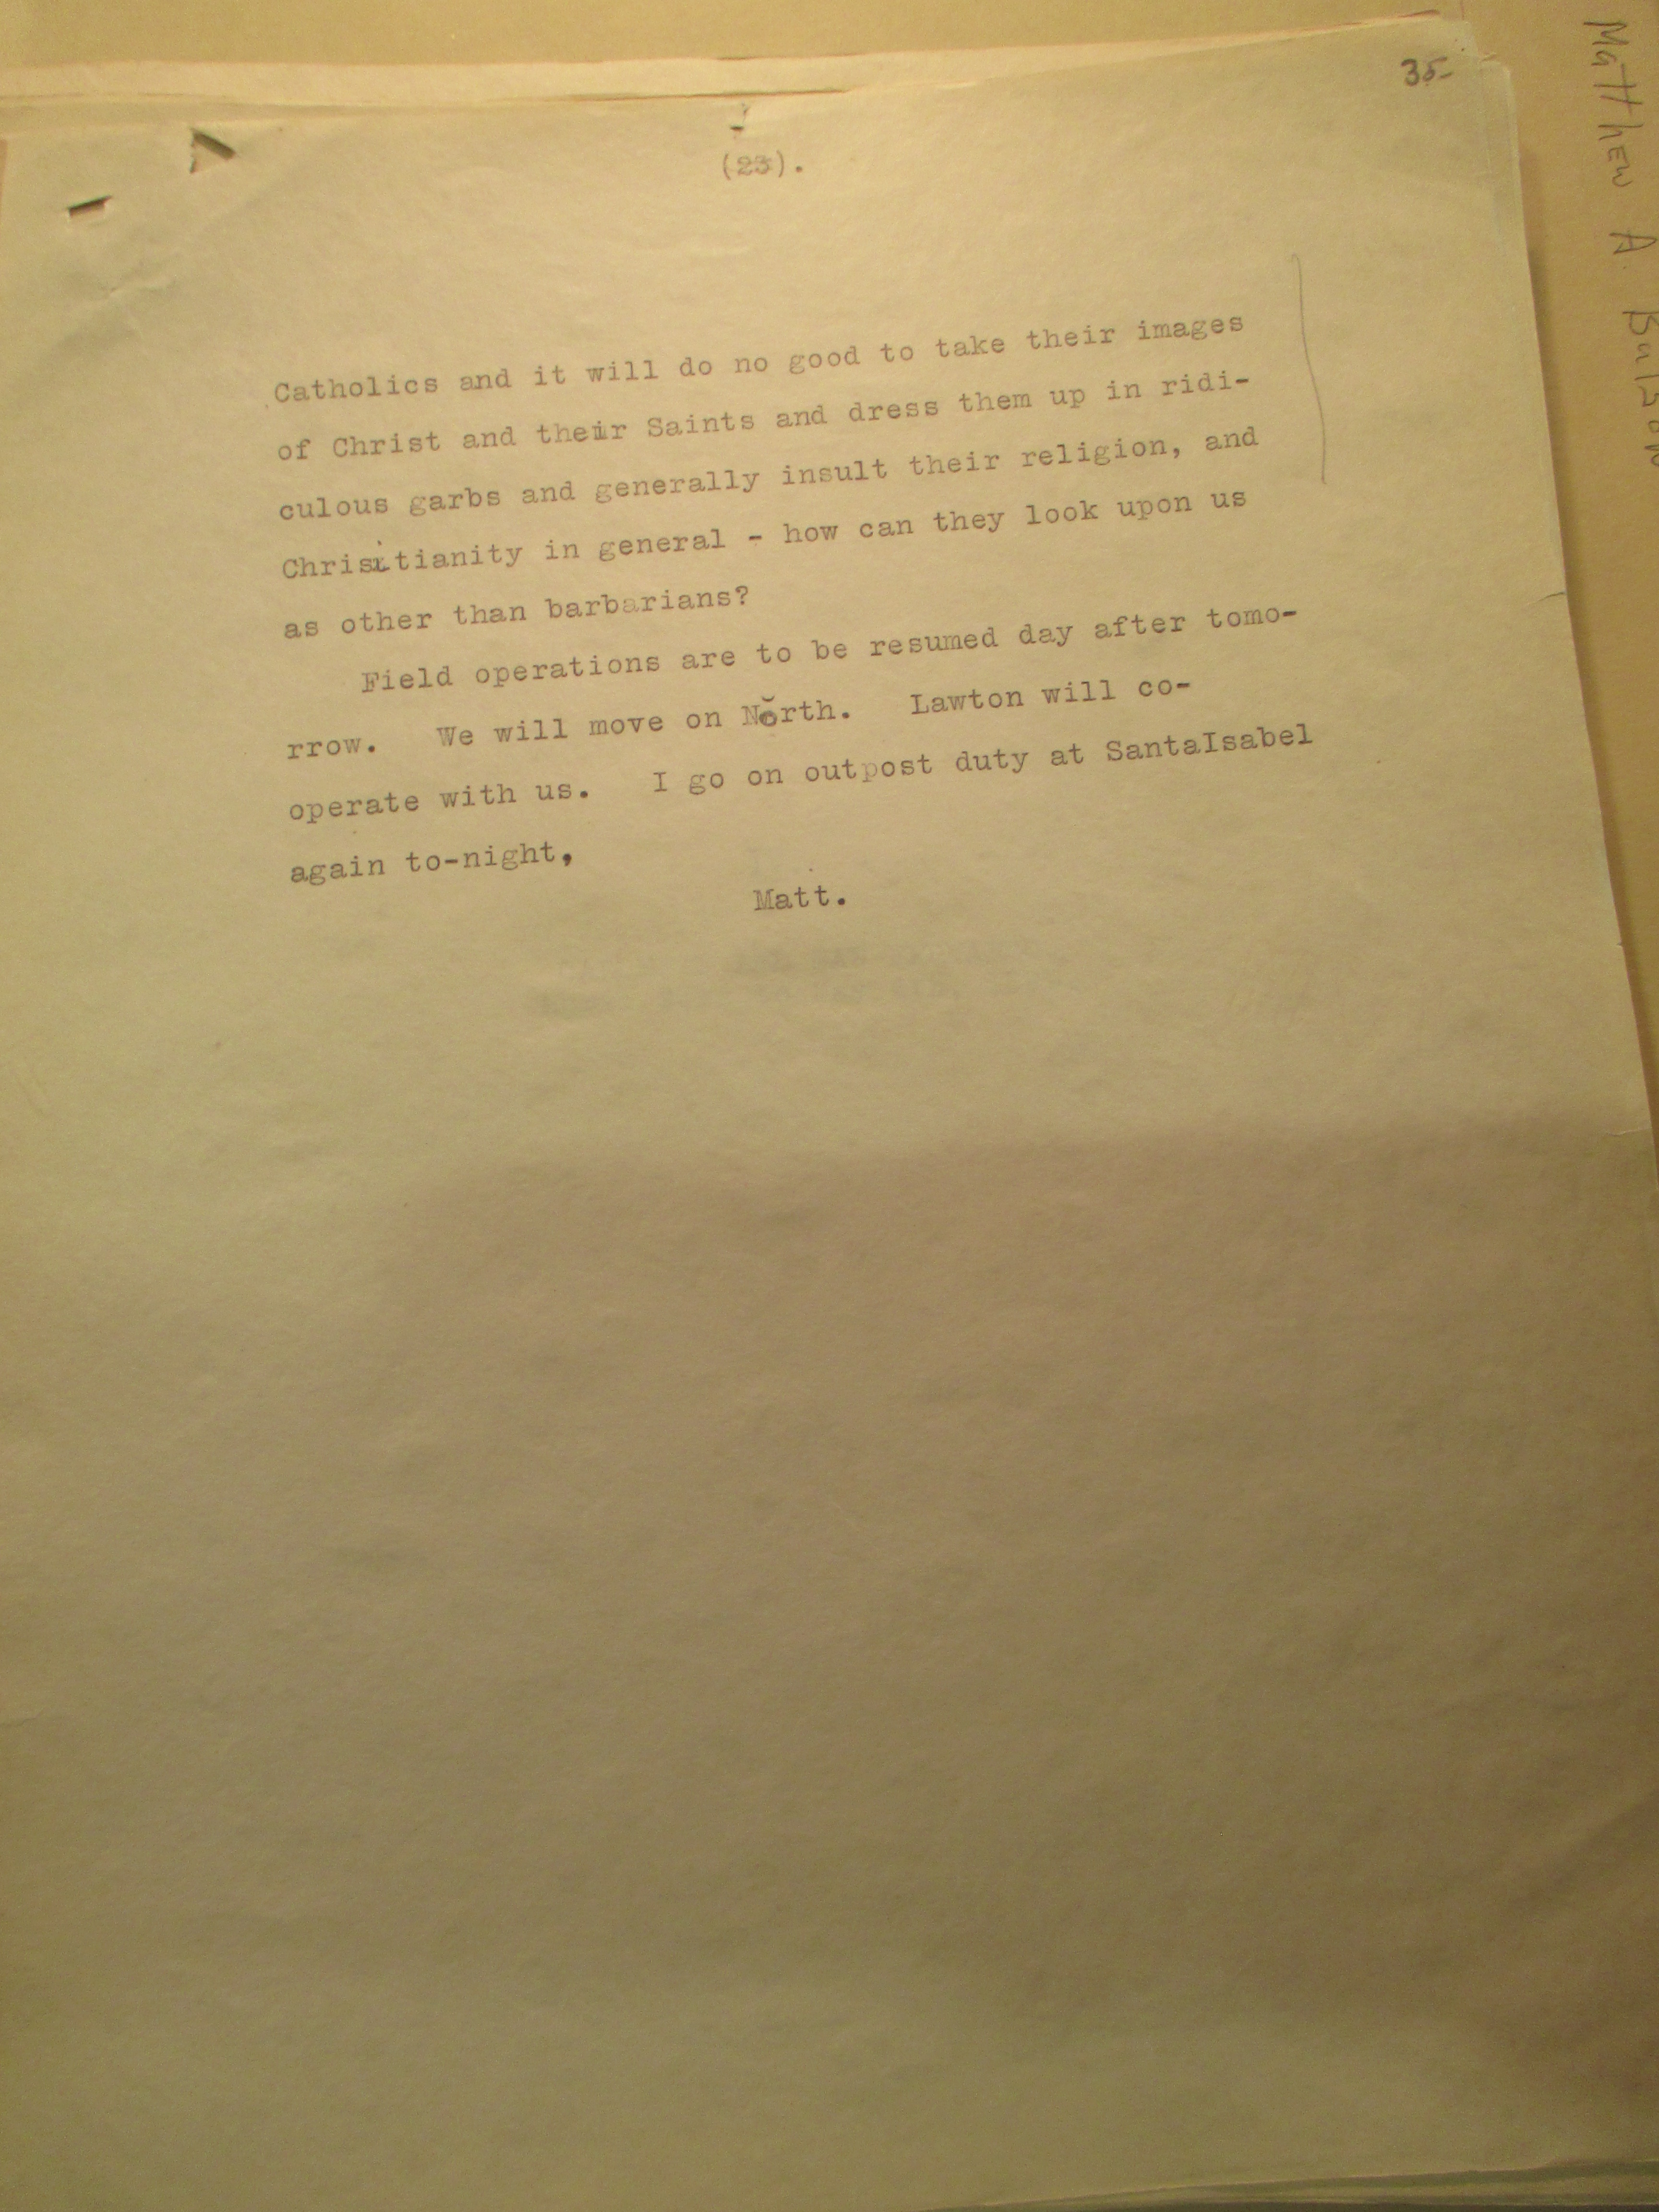 35-
(23).
Catholics and it will do no good to take their images
of Christ and their Saints and dress them up in ridi-
culous garbs and generally insult their religion, and
Christianity in general - how can they look upon us
as other than barbarians?
Field operations are to be resumed day after tomo-
rrow. We will move on North. Lawton will co-
operate with us. I go on outpost duty at SantaIsabel
again to-night,
Matt.
Matthew A. Batson